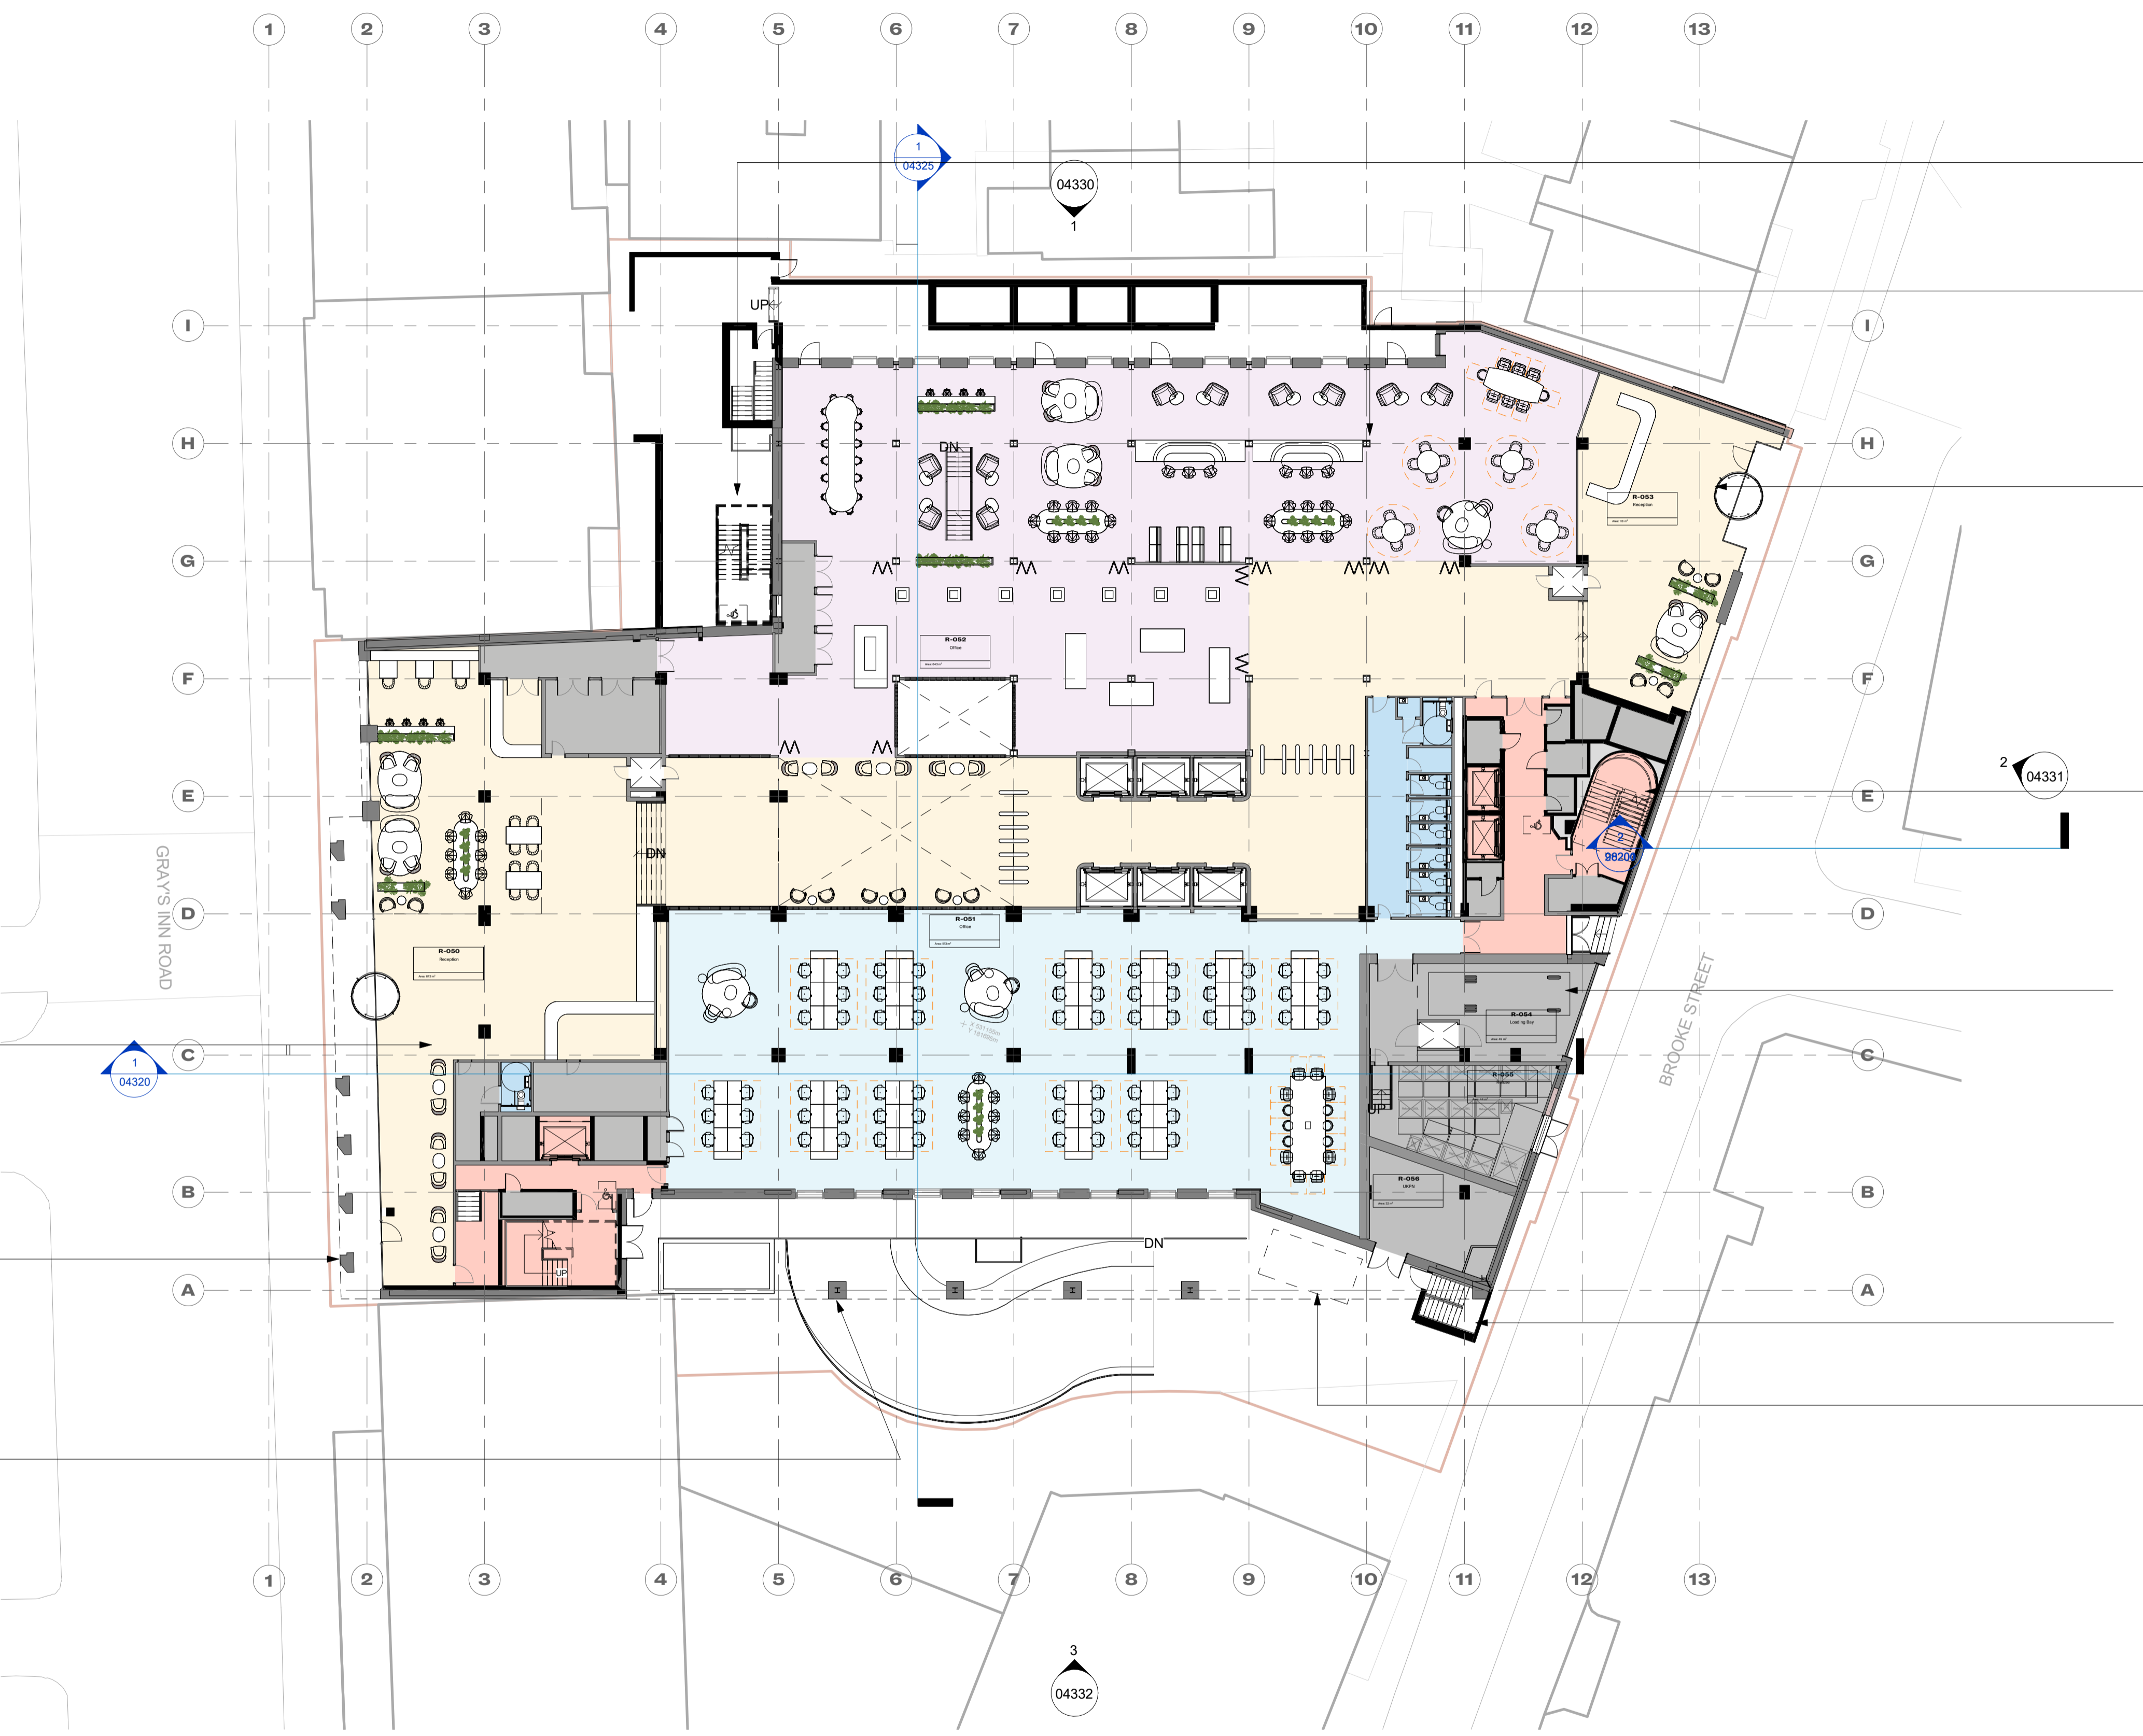 1 2 3 4 5 6 7 8 9 10 11 12 13
1
04325
04330
1
UP
I I
H H
DN
R-053
Reception
G G
R-052
Office
F F
2
04331
E E
DN
2
D D
R-051
Office
R-050
Reception
GRAY'S INN ROAD
BROOKE STREET
R-054
Loading Bay
C C
1
04320
R-055
UP
B B
R-056
UKPN
DN
UP
A A
1 2 3 4 5 6 7 8 9 10 11 12 13
3
04332